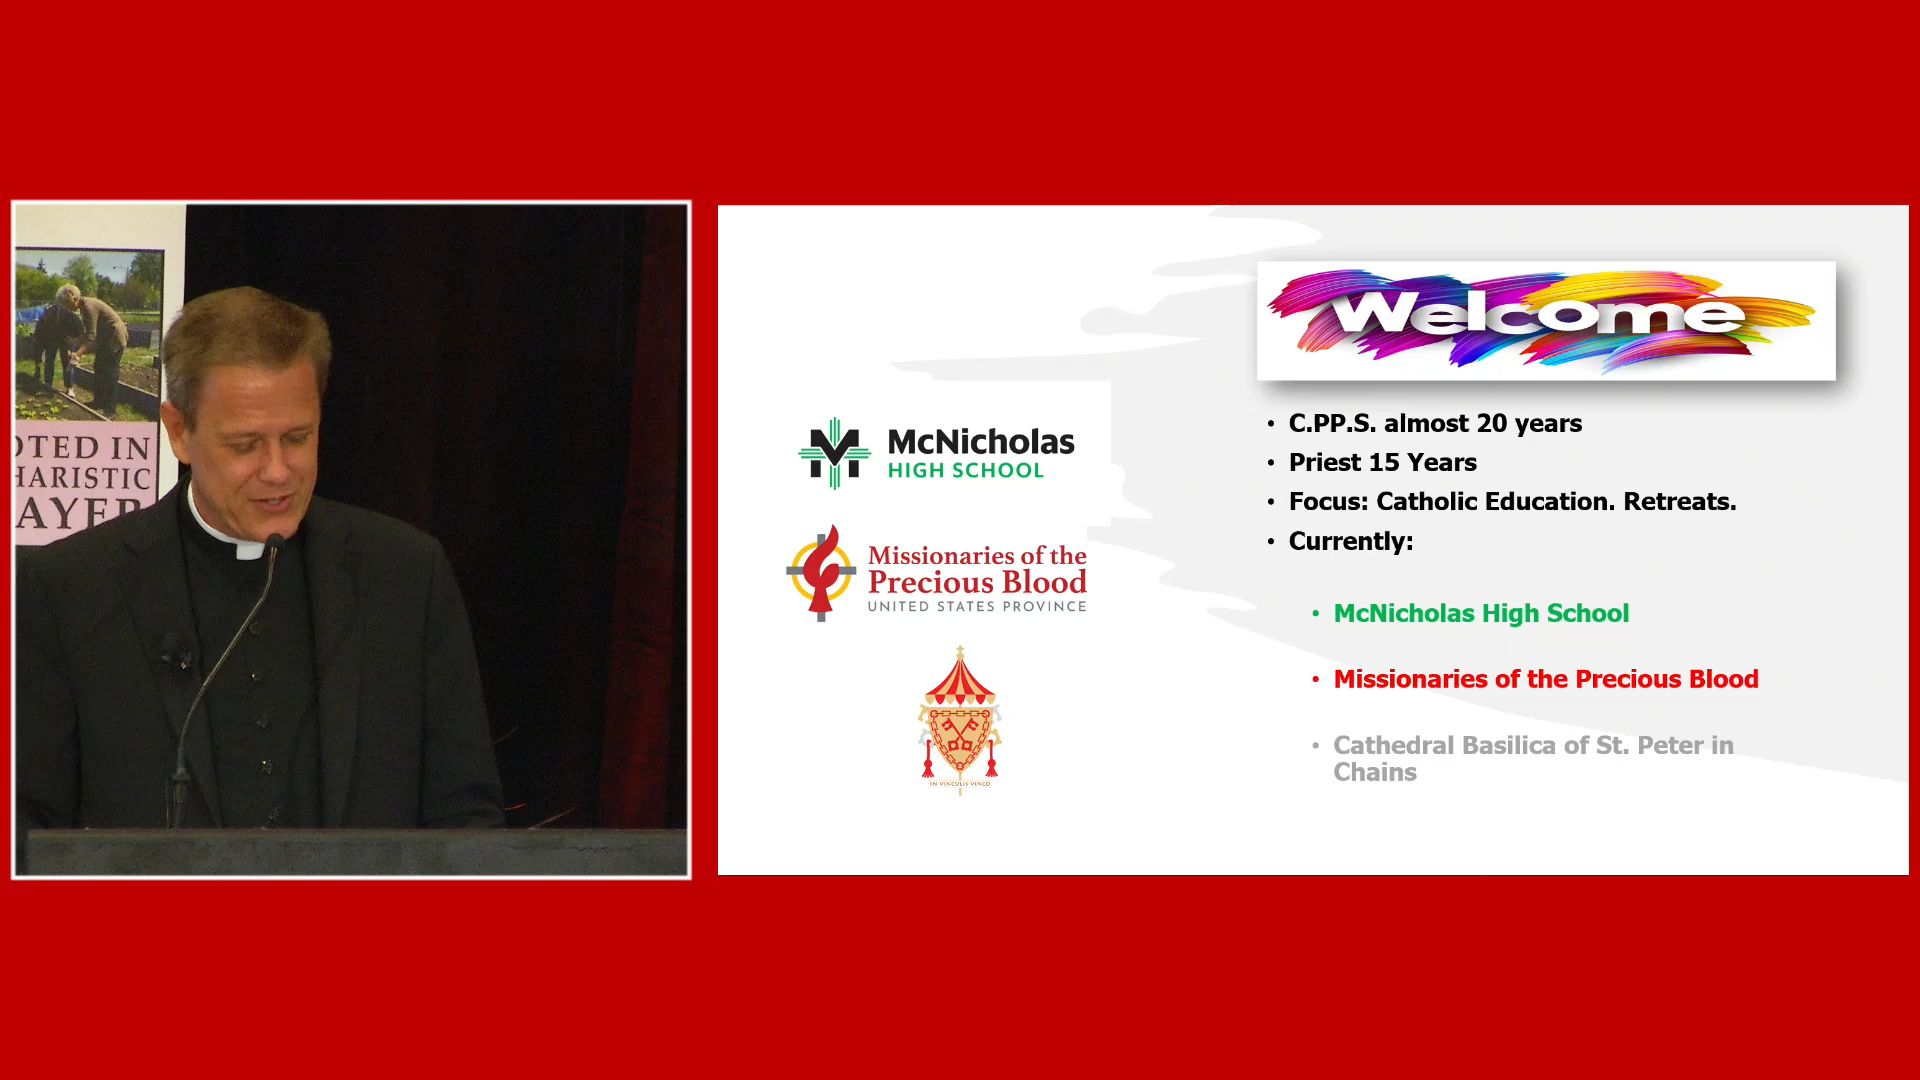 OTED IN
HARISTIC
AYER
McNicholas
HIGH SCHOOL
Missionaries of the
Precious Blood
UNITED STATES PROVINCE
IN VINCULIS VINCO
Welcome
• C.PP.S. almost 20 years
• Priest 15 Years
• Focus: Catholic Education. Retreats.
• Currently:
• McNicholas High School
• Missionaries of the Precious Blood
• Cathedral Basilica of St. Peter in
Chains